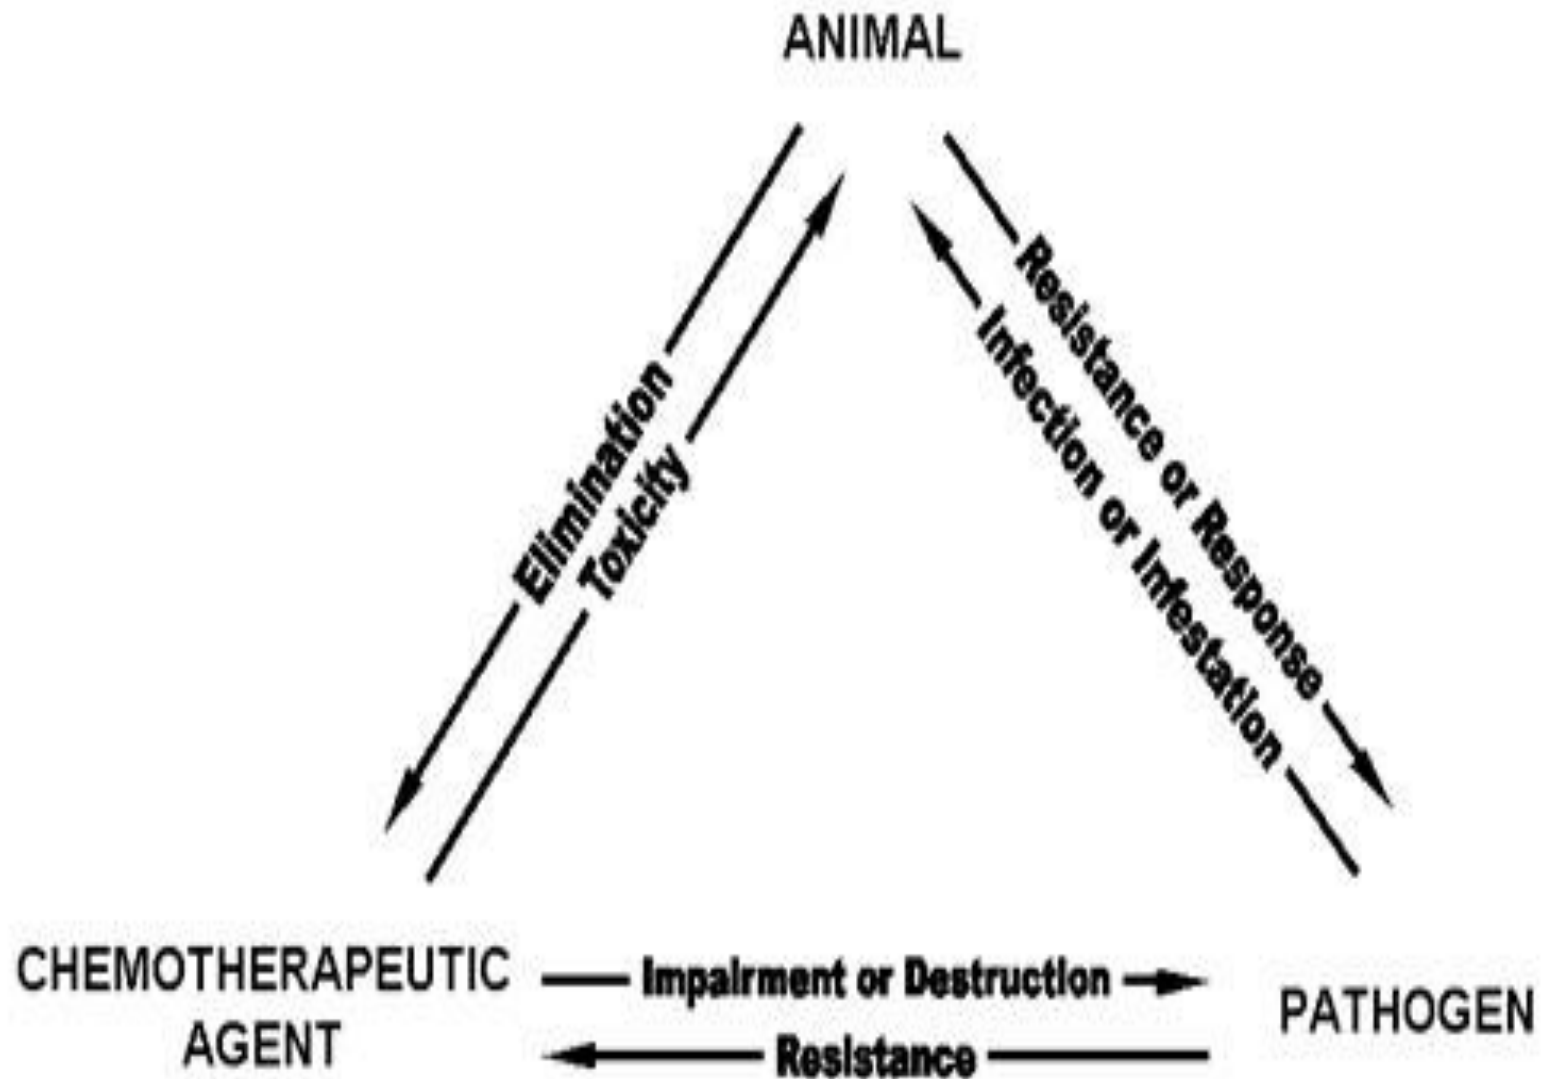 ANIMAL
Elimination
Toxicity
Resistance or Response
Infection or Infestation
CHEMOTHERAPEUTIC
AGENT
Impairment or Destruction
Resistance
PATHOGEN